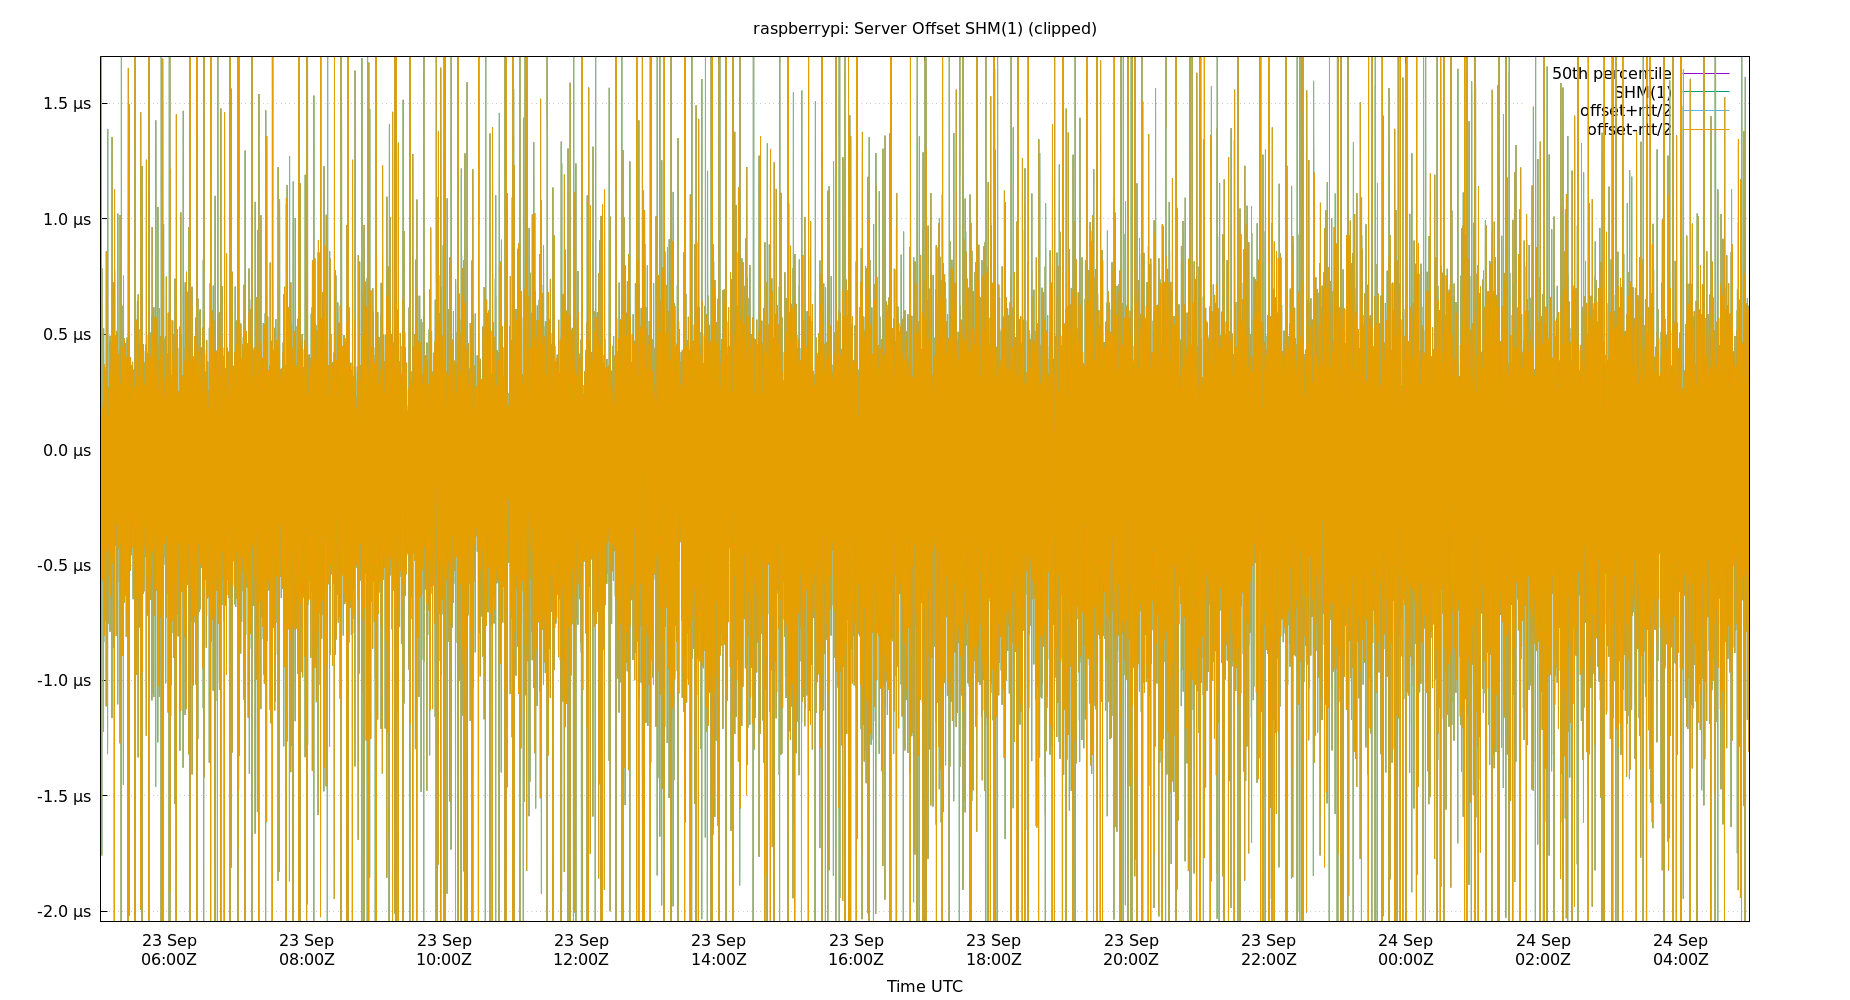 raspberrypi: Server Offset SHM(1) (clipped)
50th percentile
SHM(1)
offset+rtt/2
offset-rtt/2
1.5 µs
1.0 µs
0.5 µs
0.0 µs
-0.5 µs
-1.0 µs
-1.5 µs
-2.0 µs
23 Sep 23 Sep 23 Sep 23 Sep 23 Sep 23 Sep 23 Sep 23 Sep 23 Sep 24 Sep 24 Sep 24 Sep
06:00Z 08:00Z 10:00Z 12:00Z 14:00Z 16:00Z 18:00Z 20:00Z 22:00Z 00:00Z 02:00Z 04:00Z
Time UTC